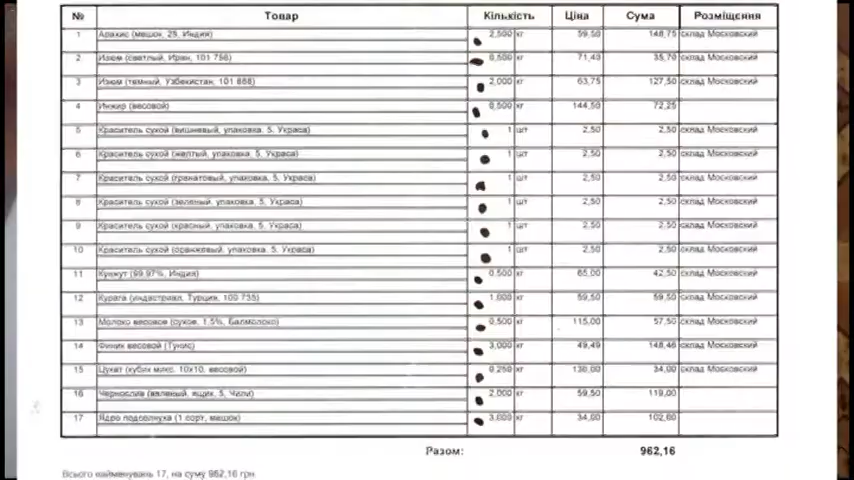 № Товар Кількість Ціна Сума Розміщення
1 Арахис (мешок, 25, Индия) 2,500 кг 59,50 148,75 склад Московский
2 Изюм (светлый, Иран, 101 756) 0,500 кг 71,40 35,70 склад Московский
3 Изюм (темный, Узбекистан, 101 888) 2,000 кг 63,75 127,50 склад Московский
4 Инжир (весовой) 0,500 кг 144,50 72,25
5 Краситель сухой (вишневый, упаковка, 5, Украса) 1 шт 2,50 2,50 склад Московский
6 Краситель сухой (желтый, упаковка, 5, Украса) 1 шт 2,50 2,50 склад Московский
7 Краситель сухой (гранатовый, упаковка, 5, Украса) 1 шт 2,50 2,50 склад Московский
8 Краситель сухой (зеленый, упаковка, 5, Украса) 1 шт 2,50 2,50 склад Московский
9 Краситель сухой (красный, упаковка, 5, Украса) 1 шт 2,50 2,50 склад Московский
10 Краситель сухой (оранжевый, упаковка, 5, Украса) 1 шт 2,50 2,50 склад Московский
11 Кунжут (99,97%, Индия) 0,500 кг 85,00 42,50 склад Московский
12 Курага (индастриал, Турция, 100 755) 1,000 кг 59,50 59,50 склад Московский
13 Молоко весовое (сухое, 1,5%, Балмолоко) 0,500 кг 115,00 57,50 склад Московский
14 Финик весовой (Тунис) 3,000 кг 49,49 148,46 склад Московский
15 Цукат (кубик микс, 10х10, весовой) 0,250 кг 136,00 34,00 склад Московский
16 Чернослив (вяленый, ящик, 5, Чили) 2,000 кг 59,50 119,00
17 Ядро подсолнуха (1 сорт, мешок) 3,000 кг 34,00 102,00
Разом: 962,16
Всього найменувань 17, на суму 962,16 грн.